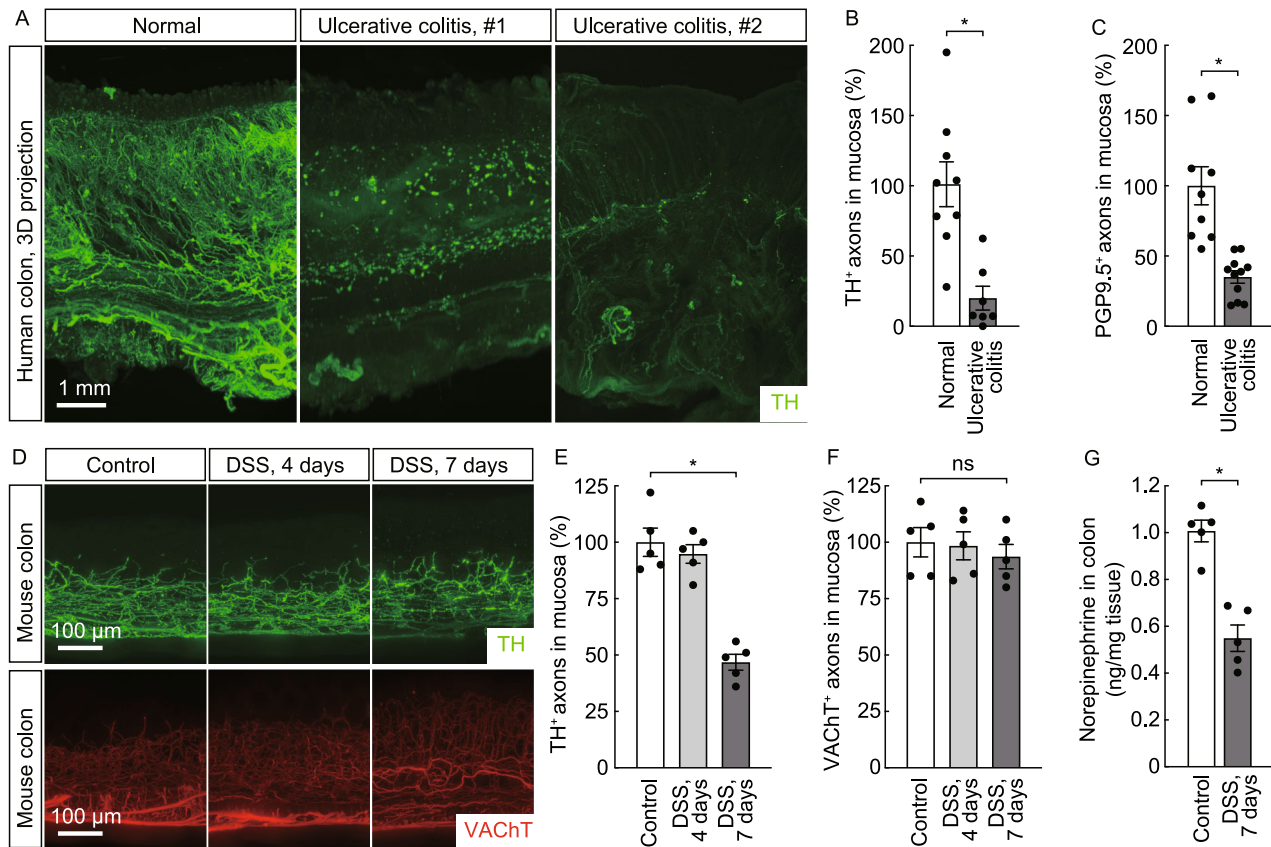 A
Normal
Ulcerative colitis, #1
Ulcerative colitis, #2
Human colon, 3D projection
1 mm
TH
B
*
TH⁺ axons in mucosa (%)
200
150
100
50
0
Normal
Ulcerative
colitis
C
*
PGP9.5⁺ axons in mucosa (%)
200
150
100
50
0
Normal
Ulcerative
colitis
D
Control
DSS, 4 days
DSS, 7 days
Mouse colon
100 µm
TH
Mouse colon
100 µm
VAChT
E
*
TH⁺ axons in mucosa (%)
125
100
75
50
25
0
Control
DSS,
4 days
DSS,
7 days
F
ns
VAChT⁺ axons in mucosa (%)
125
100
75
50
25
0
Control
DSS,
4 days
DSS,
7 days
G
*
Norepinephrine in colon
(ng/mg tissue)
1.2
1.0
0.8
0.6
0.4
0.2
0
Control
DSS,
7 days